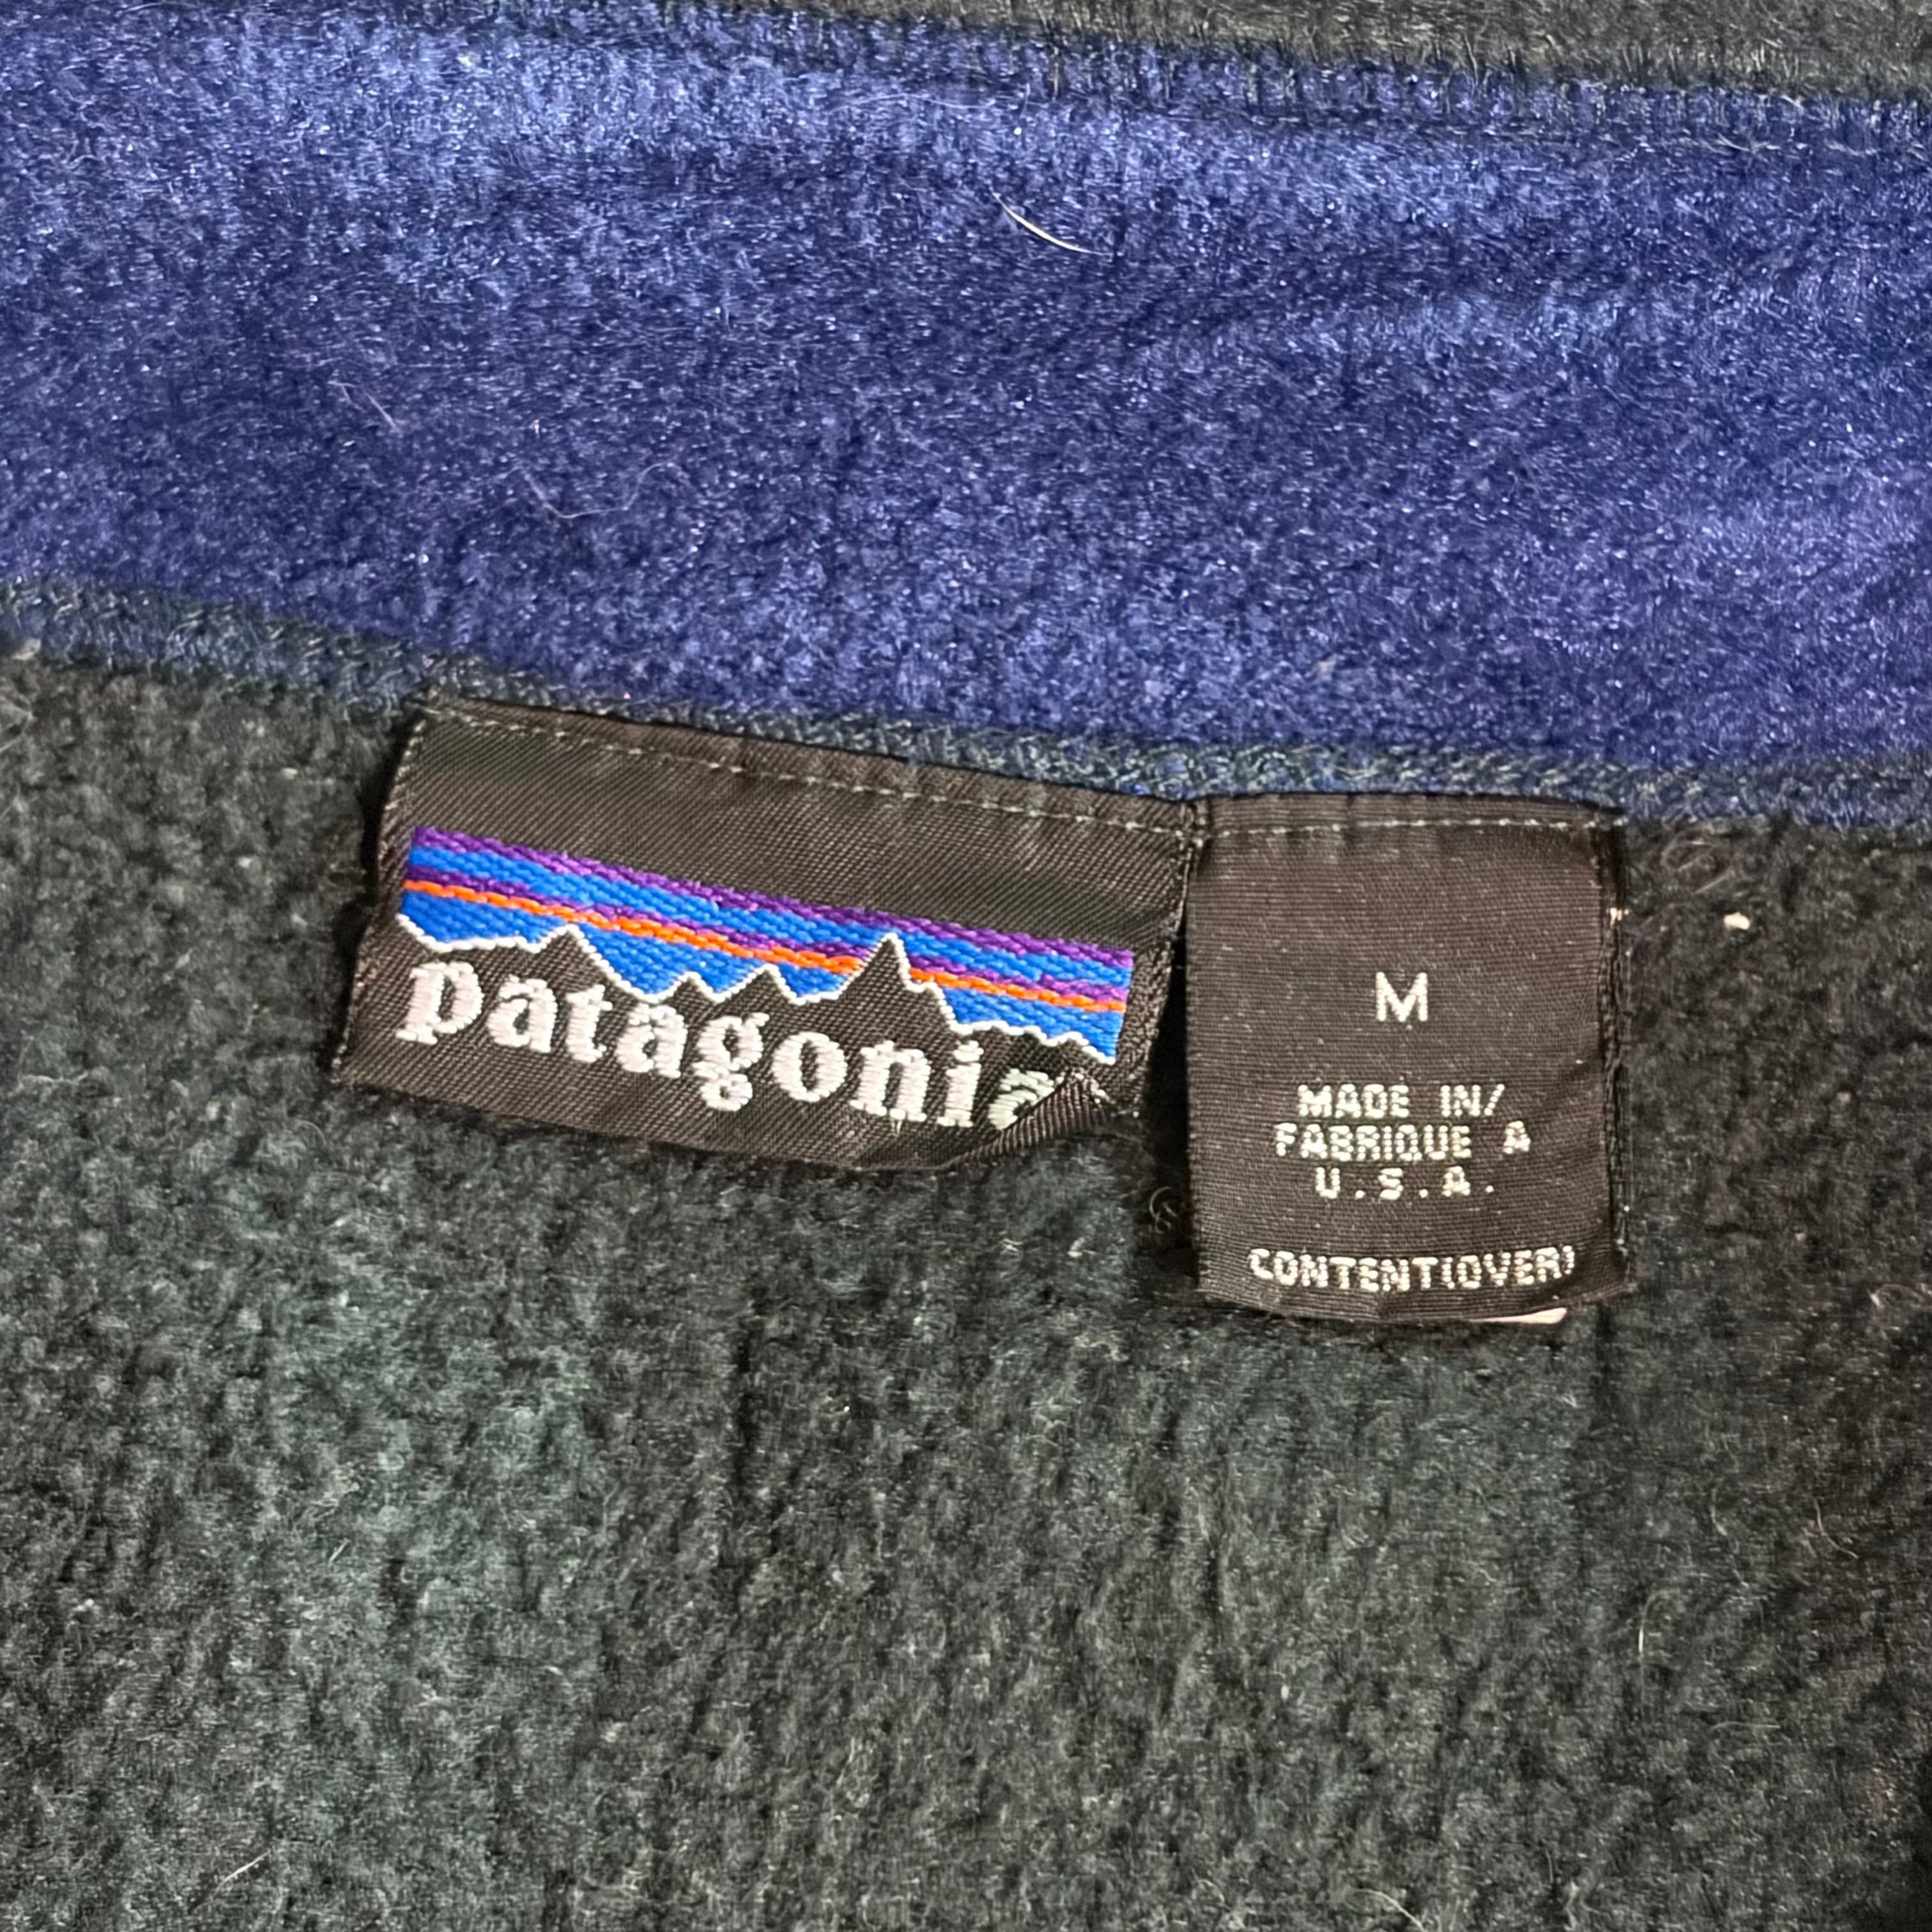 patagonia
M
MADE IN/
FABRIQUE A
U.S.A.
CONTENT(OVER)